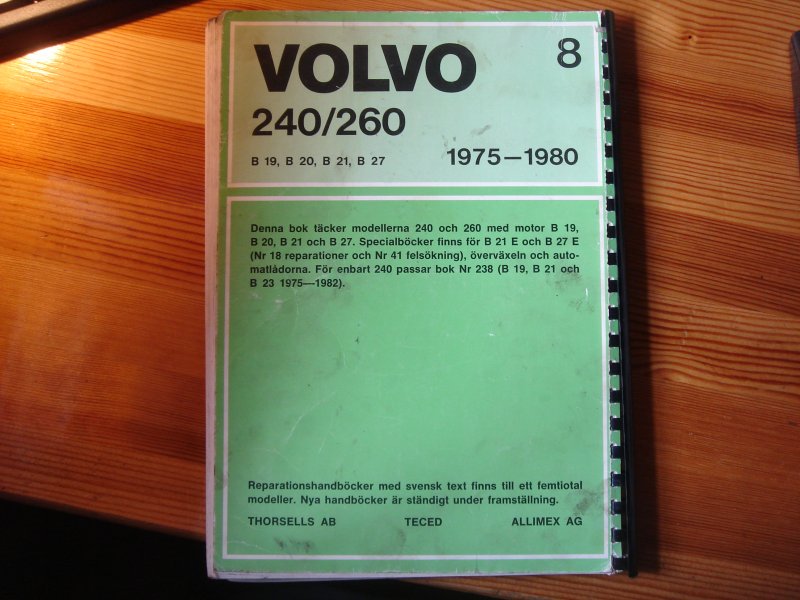 VOLVO 8
240/260
B 19, B 20, B 21, B 27 1975—1980
Denna bok täcker modellerna 240 och 260 med motor B 19,
B 20, B 21 och B 27. Specialböcker finns för B 21 E och B 27 E
(Nr 18 reparationer och Nr 41 felsökning), överväxeln och auto-
matlådorna. För enbart 240 passar bok Nr 238 (B 19, B 21 och
B 23 1975—1982).
Reparationshandböcker med svensk text finns till ett femtiotal
modeller. Nya handböcker är ständigt under framställning.
THORSELLS AB TECED ALLIMEX AG